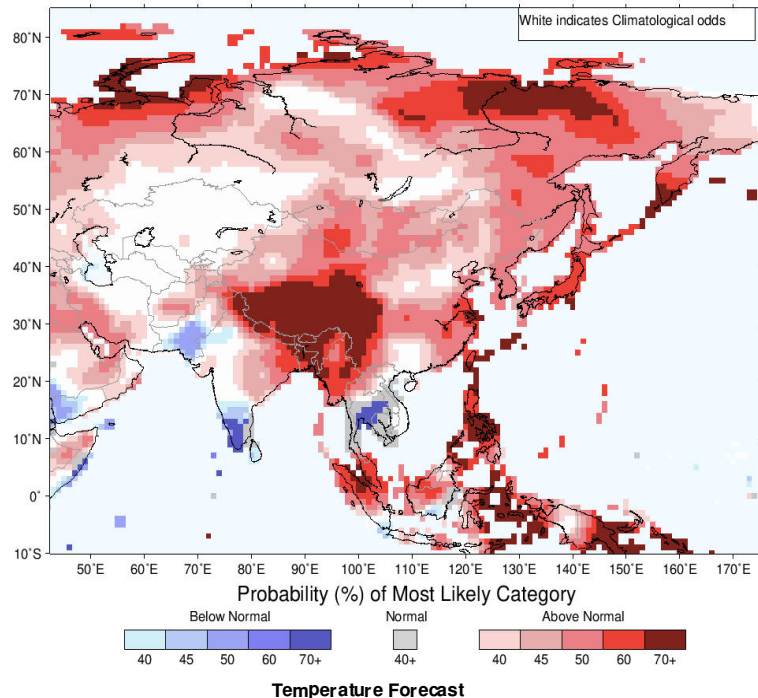 White indicates Climatological odds
80°N
70°N
60°N
50°N
40°N
30°N
20°N
10°N
0°
10°S
50°E 60°E 70°E 80°E 90°E 100°E 110°E 120°E 130°E 140°E 150°E 160°E 170°E
Probability (%) of Most Likely Category
Below Normal Normal Above Normal
40 45 50 60 70+ 40+ 40 45 50 60 70+
Temperature Forecast